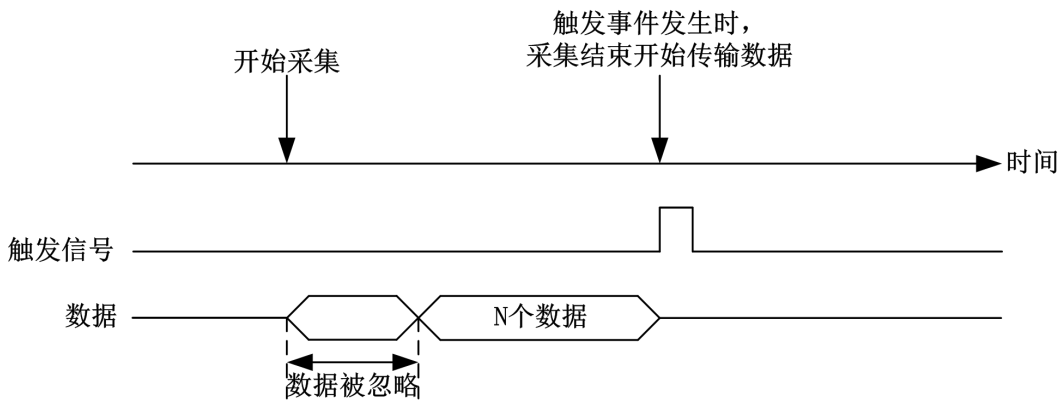 触发事件发生时，
开始采集
采集结束开始传输数据
时间
触发信号
数据
N个数据
数据被忽略